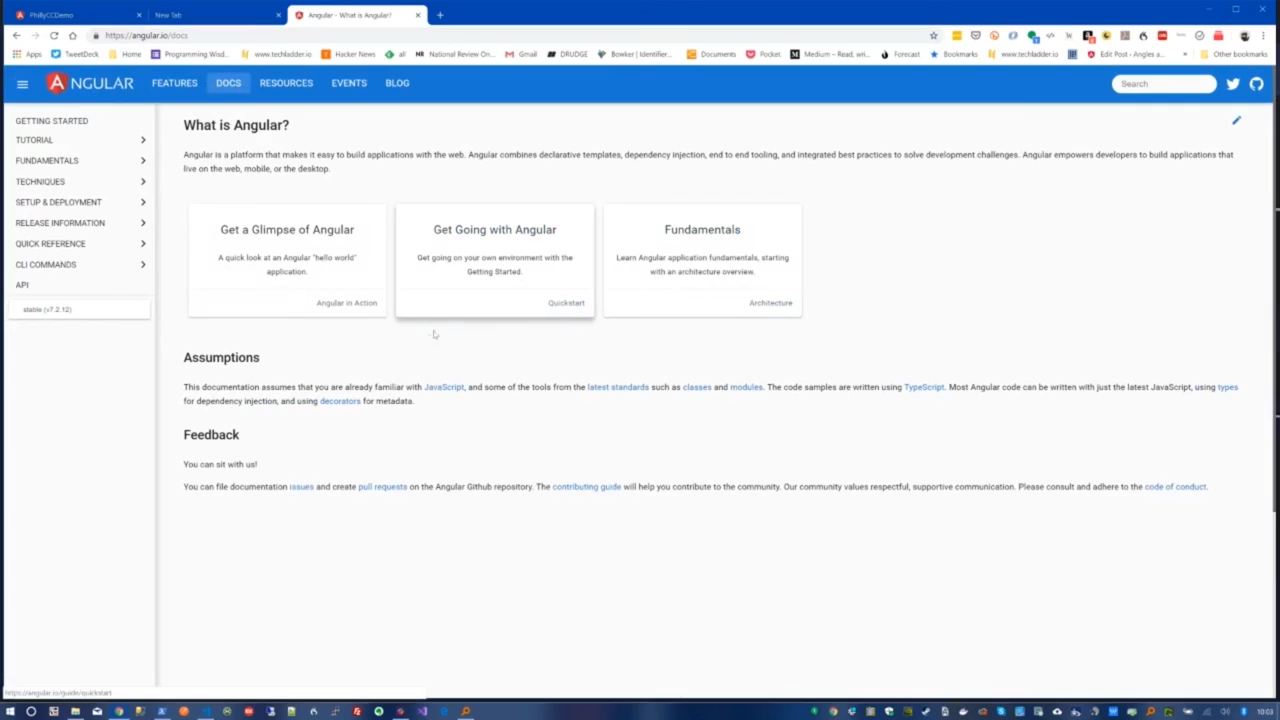 PhillyCCDemo
New Tab
Angular - What is Angular?
https://angular.io/docs
Apps
TweetDeck
Home
Programming Wisd...
www.techladder.io
Hacker News
all
NR
National Review On...
Gmail
DRUDGE
Bowker | Identifier...
Documents
Pocket
Medium – Read, wri...
Forecast
Bookmarks
www.techladder.io
Edit Post ‹ Angles a...
Other bookmarks
ANGULAR
FEATURES
DOCS
RESOURCES
EVENTS
BLOG
Search
GETTING STARTED
TUTORIAL
FUNDAMENTALS
TECHNIQUES
SETUP & DEPLOYMENT
RELEASE INFORMATION
QUICK REFERENCE
CLI COMMANDS
API
stable (v7.2.12)
What is Angular?
Angular is a platform that makes it easy to build applications with the web. Angular combines declarative templates, dependency injection, end to end tooling, and integrated best practices to solve development challenges. Angular empowers developers to build applications that
live on the web, mobile, or the desktop.
Get a Glimpse of Angular
A quick look at an Angular "hello world"
application.
Angular in Action
Get Going with Angular
Get going on your own environment with the
Getting Started.
Quickstart
Fundamentals
Learn Angular application fundamentals, starting
with an architecture overview.
Architecture
Assumptions
This documentation assumes that you are already familiar with JavaScript, and some of the tools from the latest standards such as classes and modules. The code samples are written using TypeScript. Most Angular code can be written with just the latest JavaScript, using types
for dependency injection, and using decorators for metadata.
Feedback
You can sit with us!
You can file documentation issues and create pull requests on the Angular Github repository. The contributing guide will help you contribute to the community. Our community values respectful, supportive communication. Please consult and adhere to the code of conduct.
https://angular.io/guide/quickstart
10:03